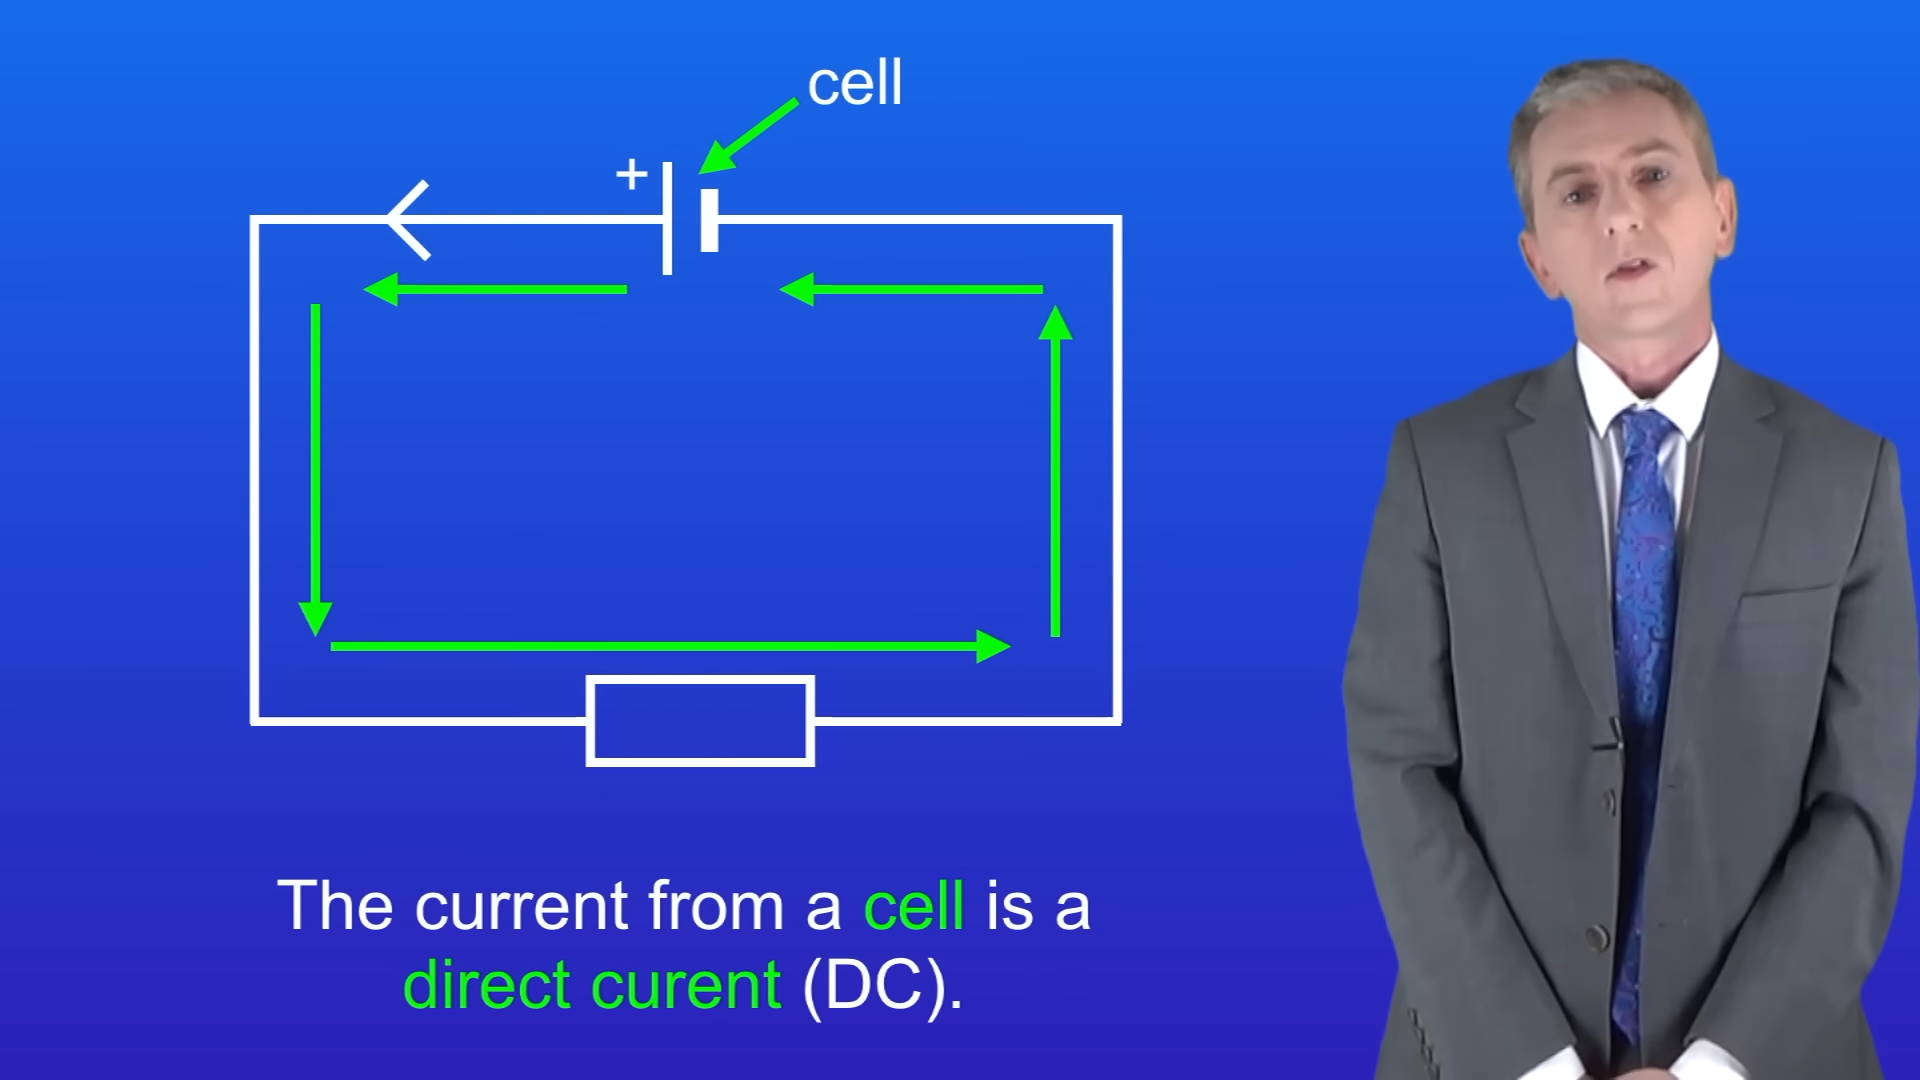 cell
+
The current from a cell is a
direct curent (DC).